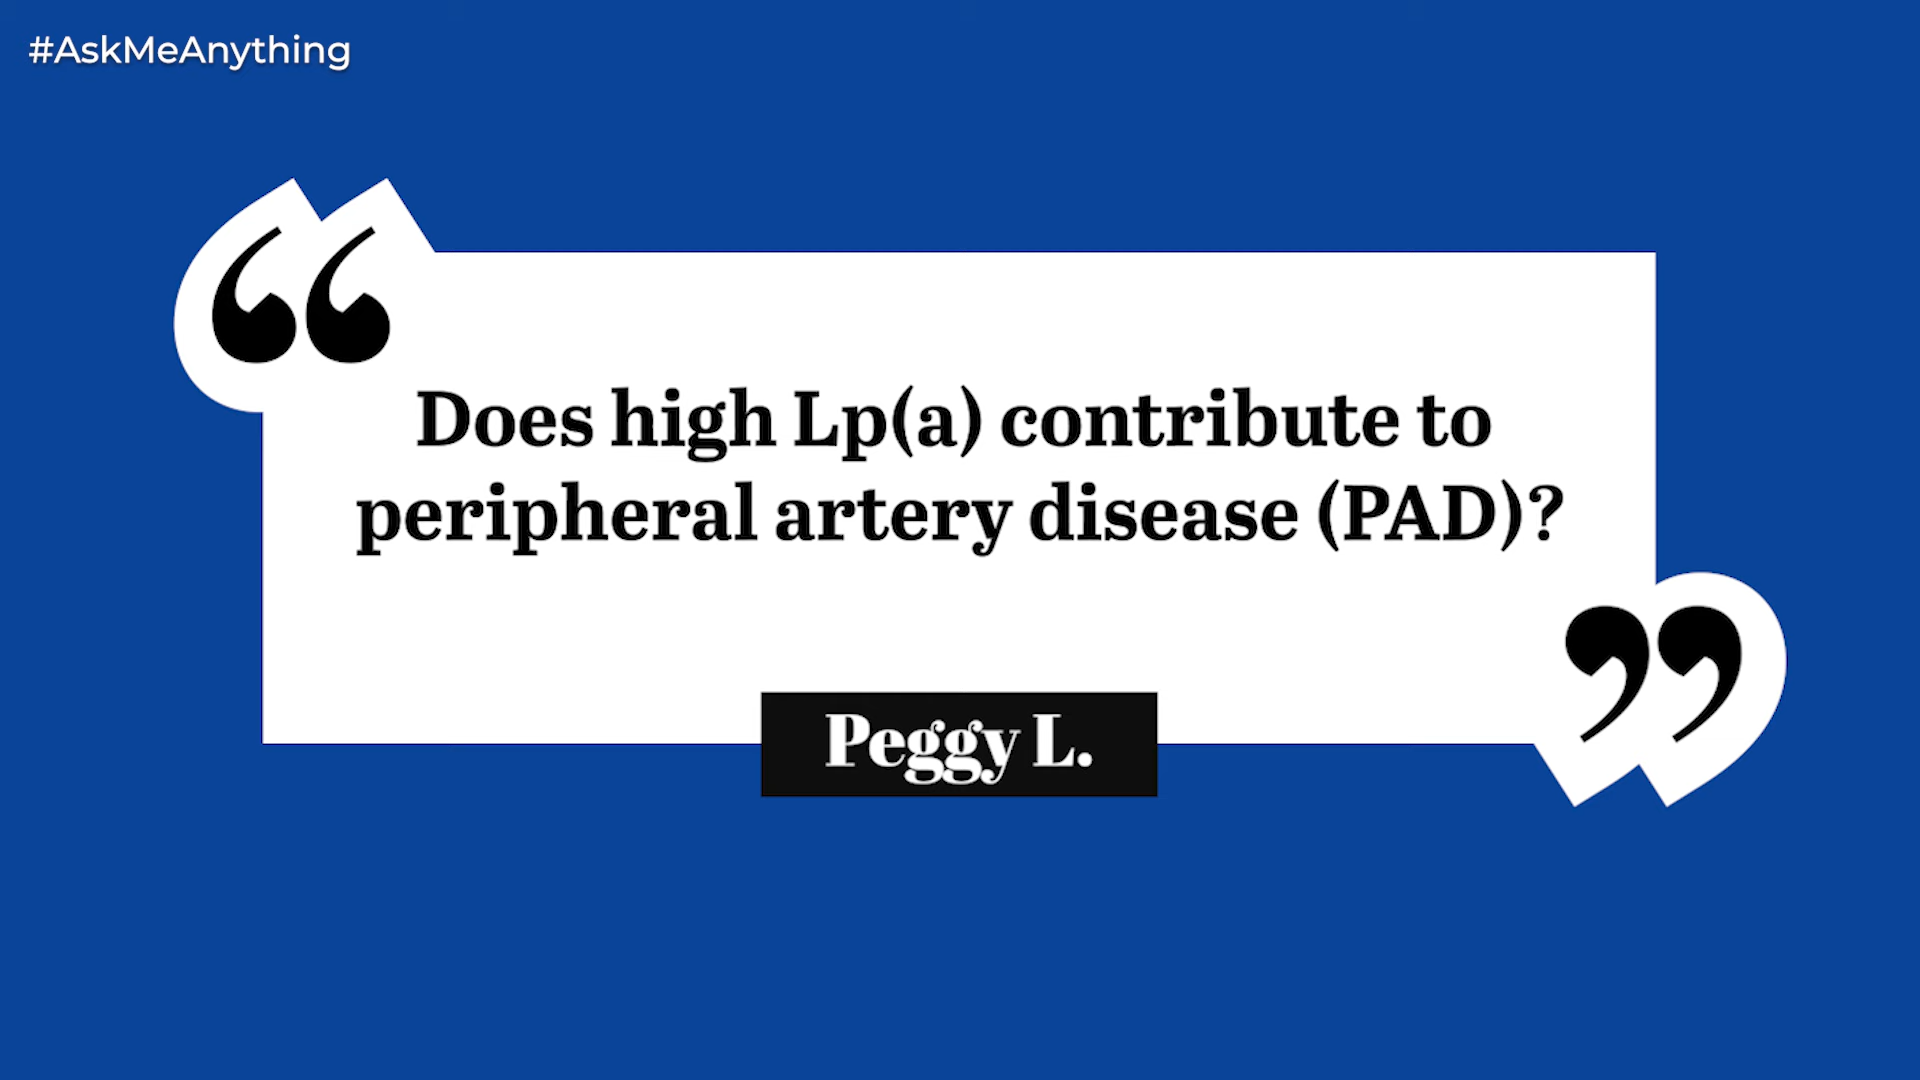 #AskMeAnything
“
Does high Lp(a) contribute to
peripheral artery disease (PAD)?
”
Peggy L.